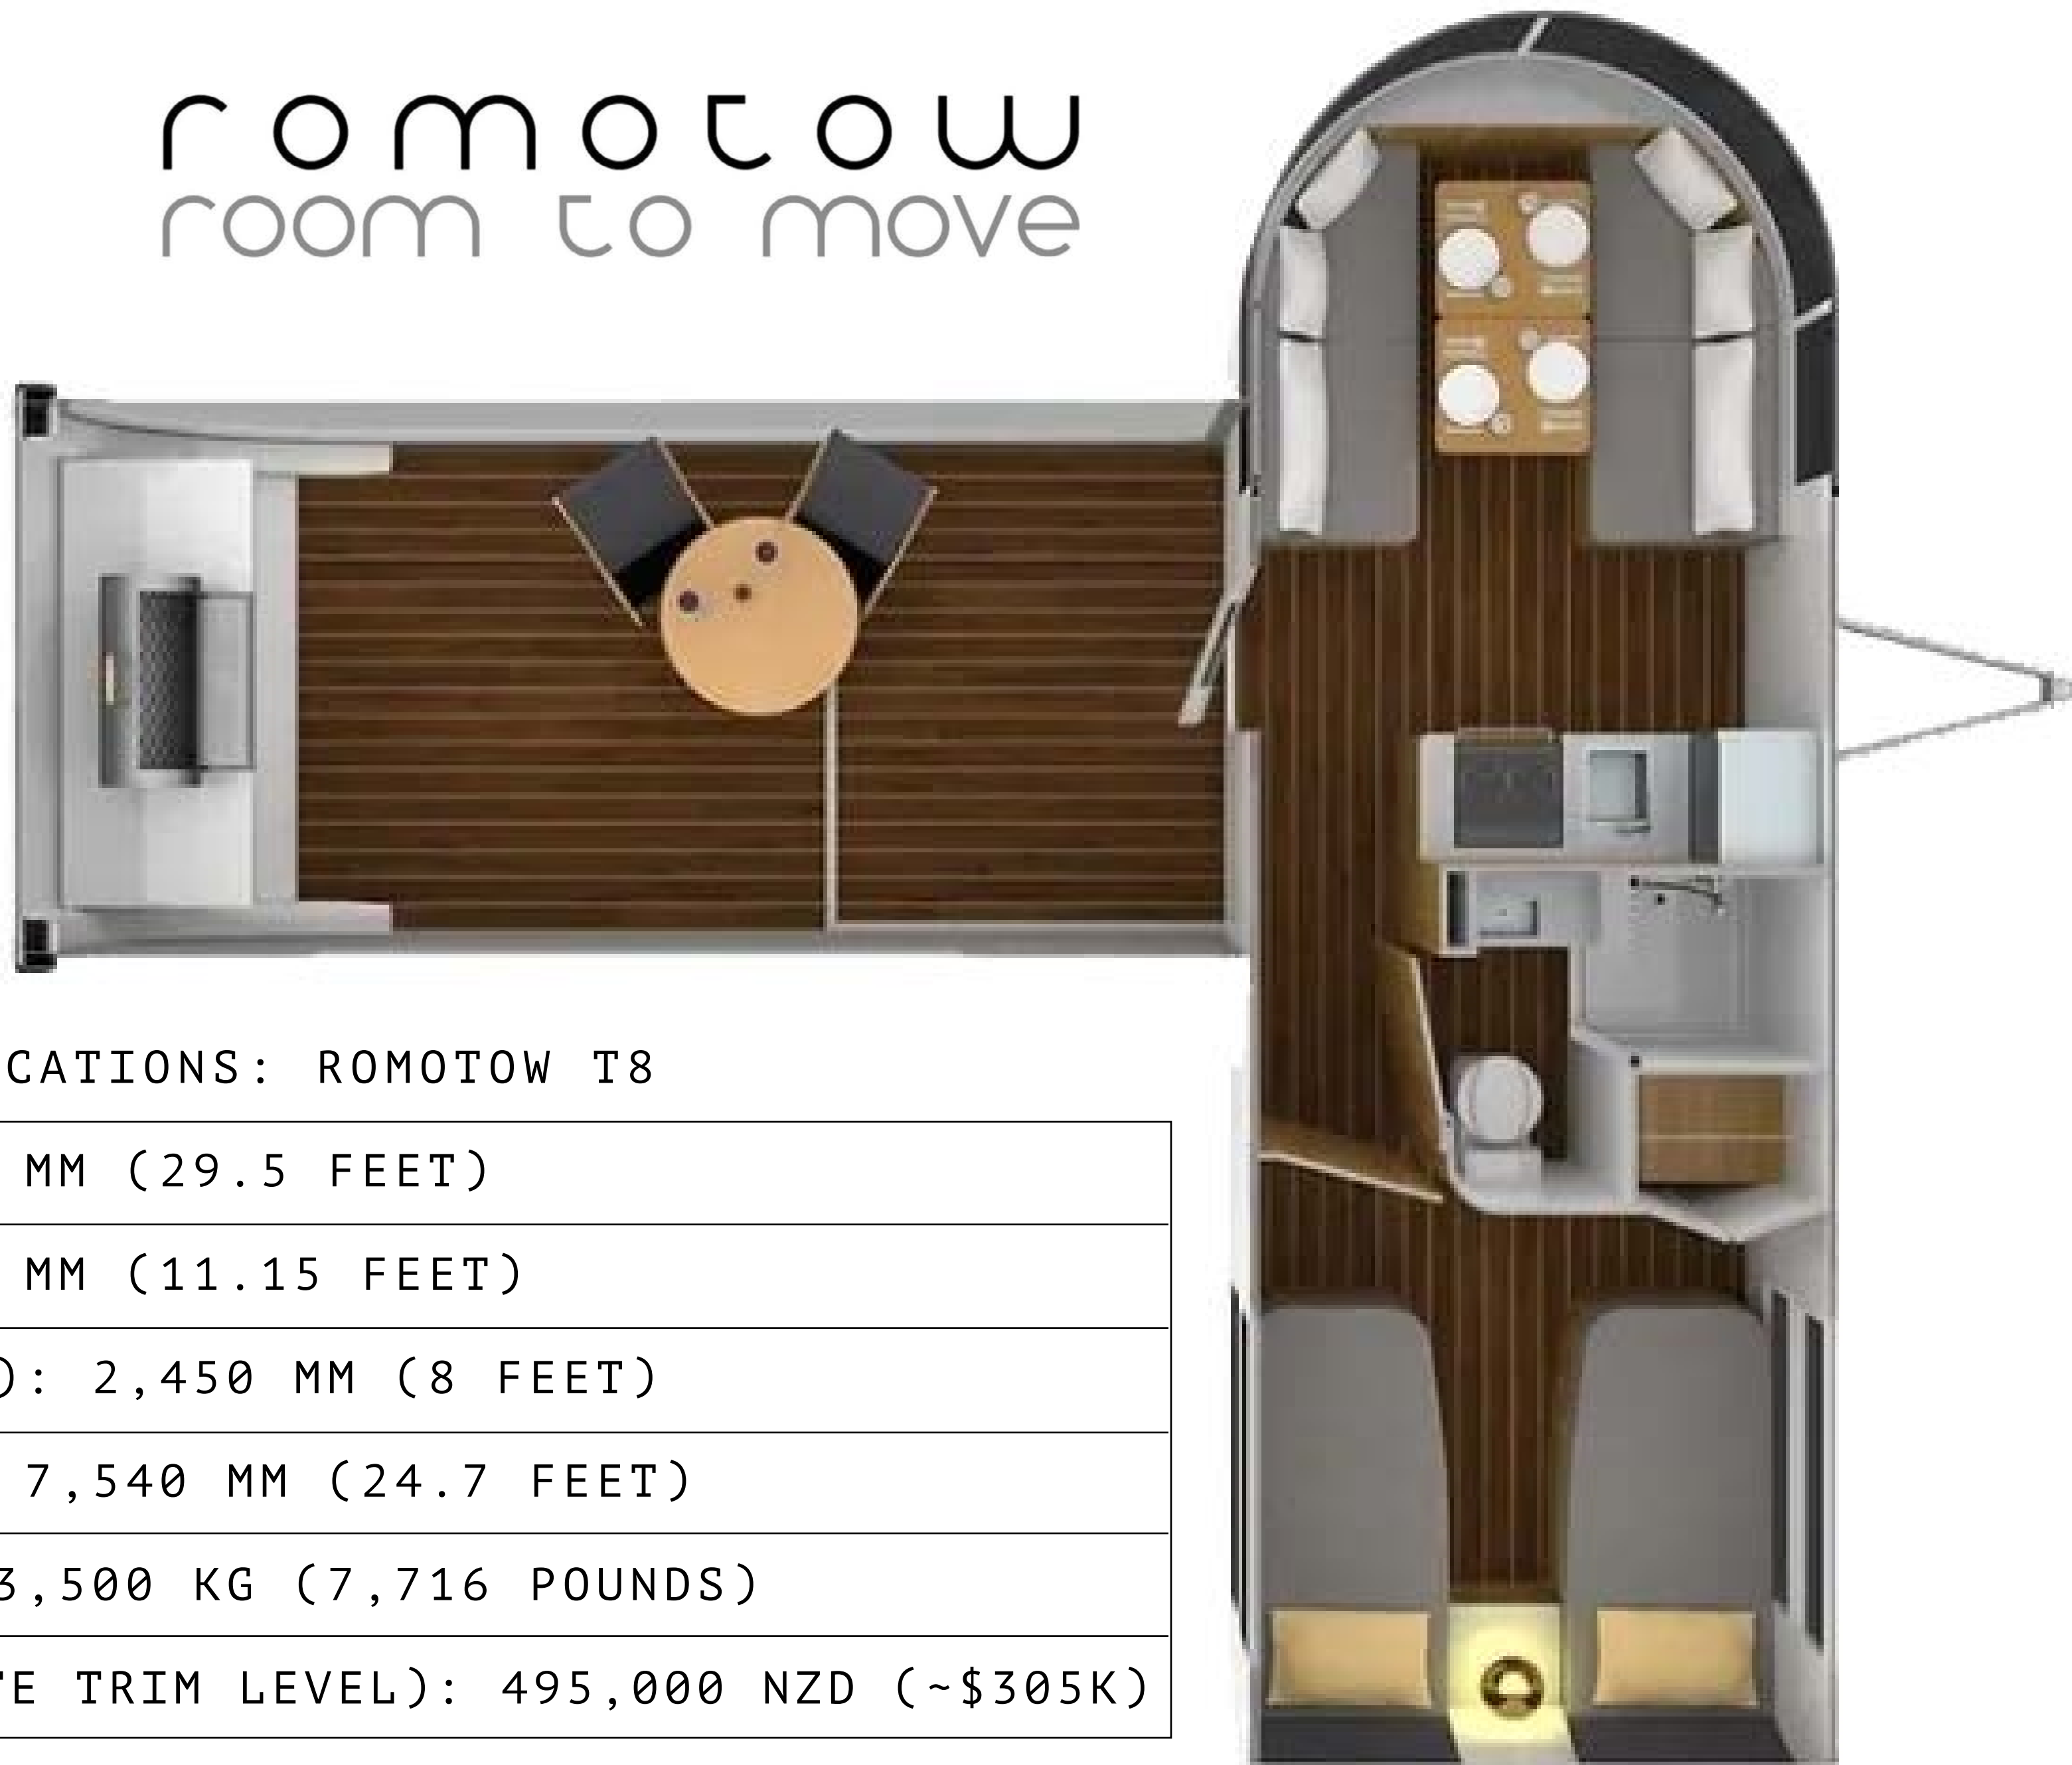 romotow
room to move
CATIONS: ROMOTOW T8
MM (29.5 FEET)
MM (11.15 FEET)
): 2,450 MM (8 FEET)
7,540 MM (24.7 FEET)
3,500 KG (7,716 POUNDS)
TE TRIM LEVEL): 495,000 NZD (~$305K)